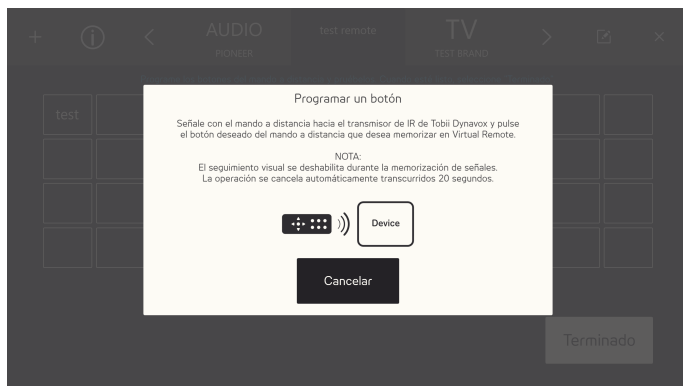 AUDIO
PIONEER
test remote
TV
TEST BRAND
test
Programar un botón
Señale con el mando a distancia hacia el transmisor de IR de Tobii Dynavox y pulse
el botón deseado del mando a distancia que desea memorizar en Virtual Remote.
NOTA:
El seguimiento visual se deshabilita durante la memorización de señales.
La operación se cancela automáticamente transcurridos 20 segundos.
Device
Cancelar
Terminado